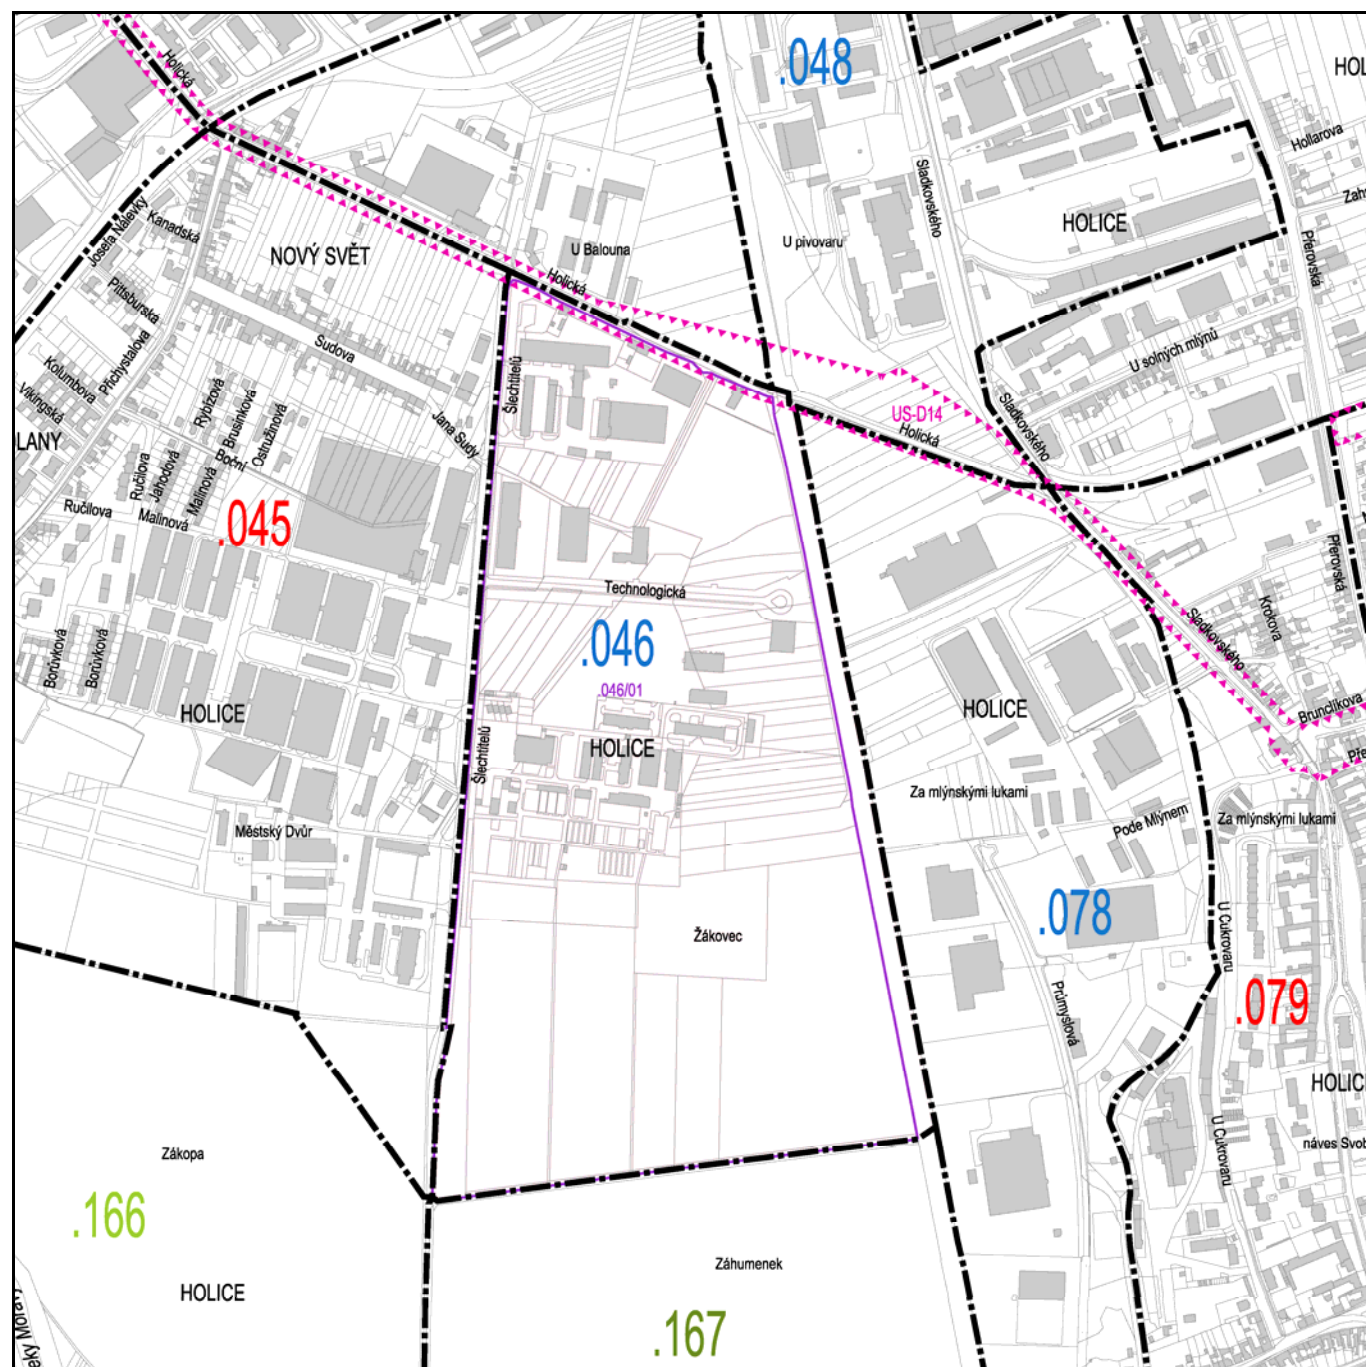 Holická
.048
HOL
Hollarova
Sladkovského
Josefa Nálevky
Kanadská
NOVÝ SVĚT
U Balouna
U pivovaru
HOLICE
Přerovská
Holická
Pittsburská
Sudova
U solných mlýnů
Kolumbova
Přichystalova
Šlechtitelů
Vikingská
Rybízová
Brusinková
Ostružinová
Jana Sudy
US-D14
Holická
Sladkovského
LANY
Boční
Ručilova
Jahodová
Malinová
Ručilova
Malinová
.045
Přerovská
Technologická
Krokova
Borůvková
Borůvková
.046
.046/01
Sladkovského
HOLICE
HOLICE
Brunclíkova
HOLICE
Šlechtitelů
Pře
Za mlýnskými lukami
Pode Mlýnem
Za mlýnskými lukami
Městský Dvůr
.078
Žákovec
U Cukrovaru
Průmyslová
.079
HOLIC
Zákopa
U Cukrovaru
náves Svob
.166
Záhumenek
HOLICE
.167